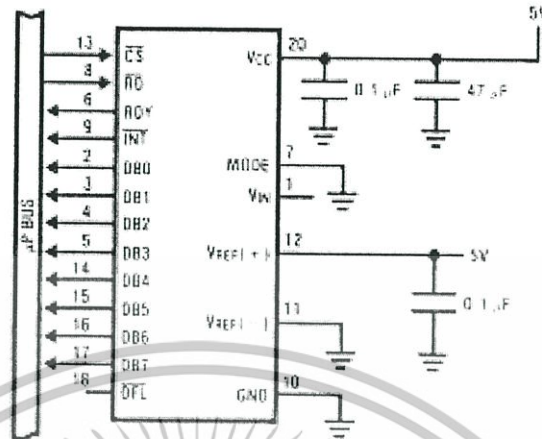 5V
13 CS VCC 20
8 RD
0.1 µF 47 µF
6 RDY
9 INT
2 DB0 MODE 7
3 DB1 VIN 1
4 DB2
5 DB3 VREF(+) 12 5V
14 DB4
0.1 µF
15 DB5
16 DB6 VREF(-) 11
17 DB7
18 OFL GND 10
µP BUS